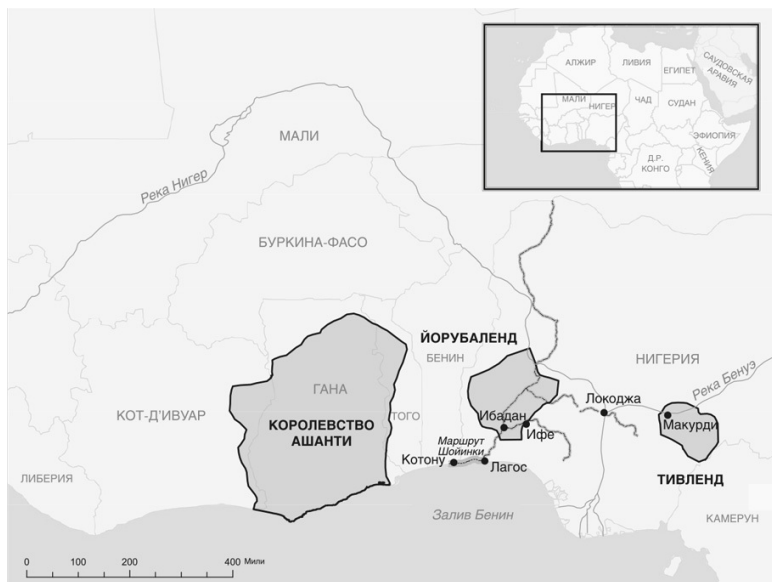 АЛЖИР
ЛИВИЯ
ЕГИПЕТ
САУДОВСКАЯ
АРАВИЯ
МАЛИ
НИГЕР
ЧАД
СУДАН
ЭФИОПИЯ
КЕНИЯ
Д.Р.
КОНГО
МАЛИ
Река Нигер
БУРКИНА-ФАСО
ЙОРУБАЛЕНД
БЕНИН
НИГЕРИЯ
Река Бенуэ
ГАНА
КОТ-Д'ИВУАР
КОРОЛЕВСТВО
АШАНТИ
ТОГО
Ибадан
Ифе
Локоджа
Макурди
Маршрут
Шойинки
Котону
Лагос
ТИВЛЕНД
ЛИБЕРИЯ
Залив Бенин
КАМЕРУН
0 100 200 400 Мили